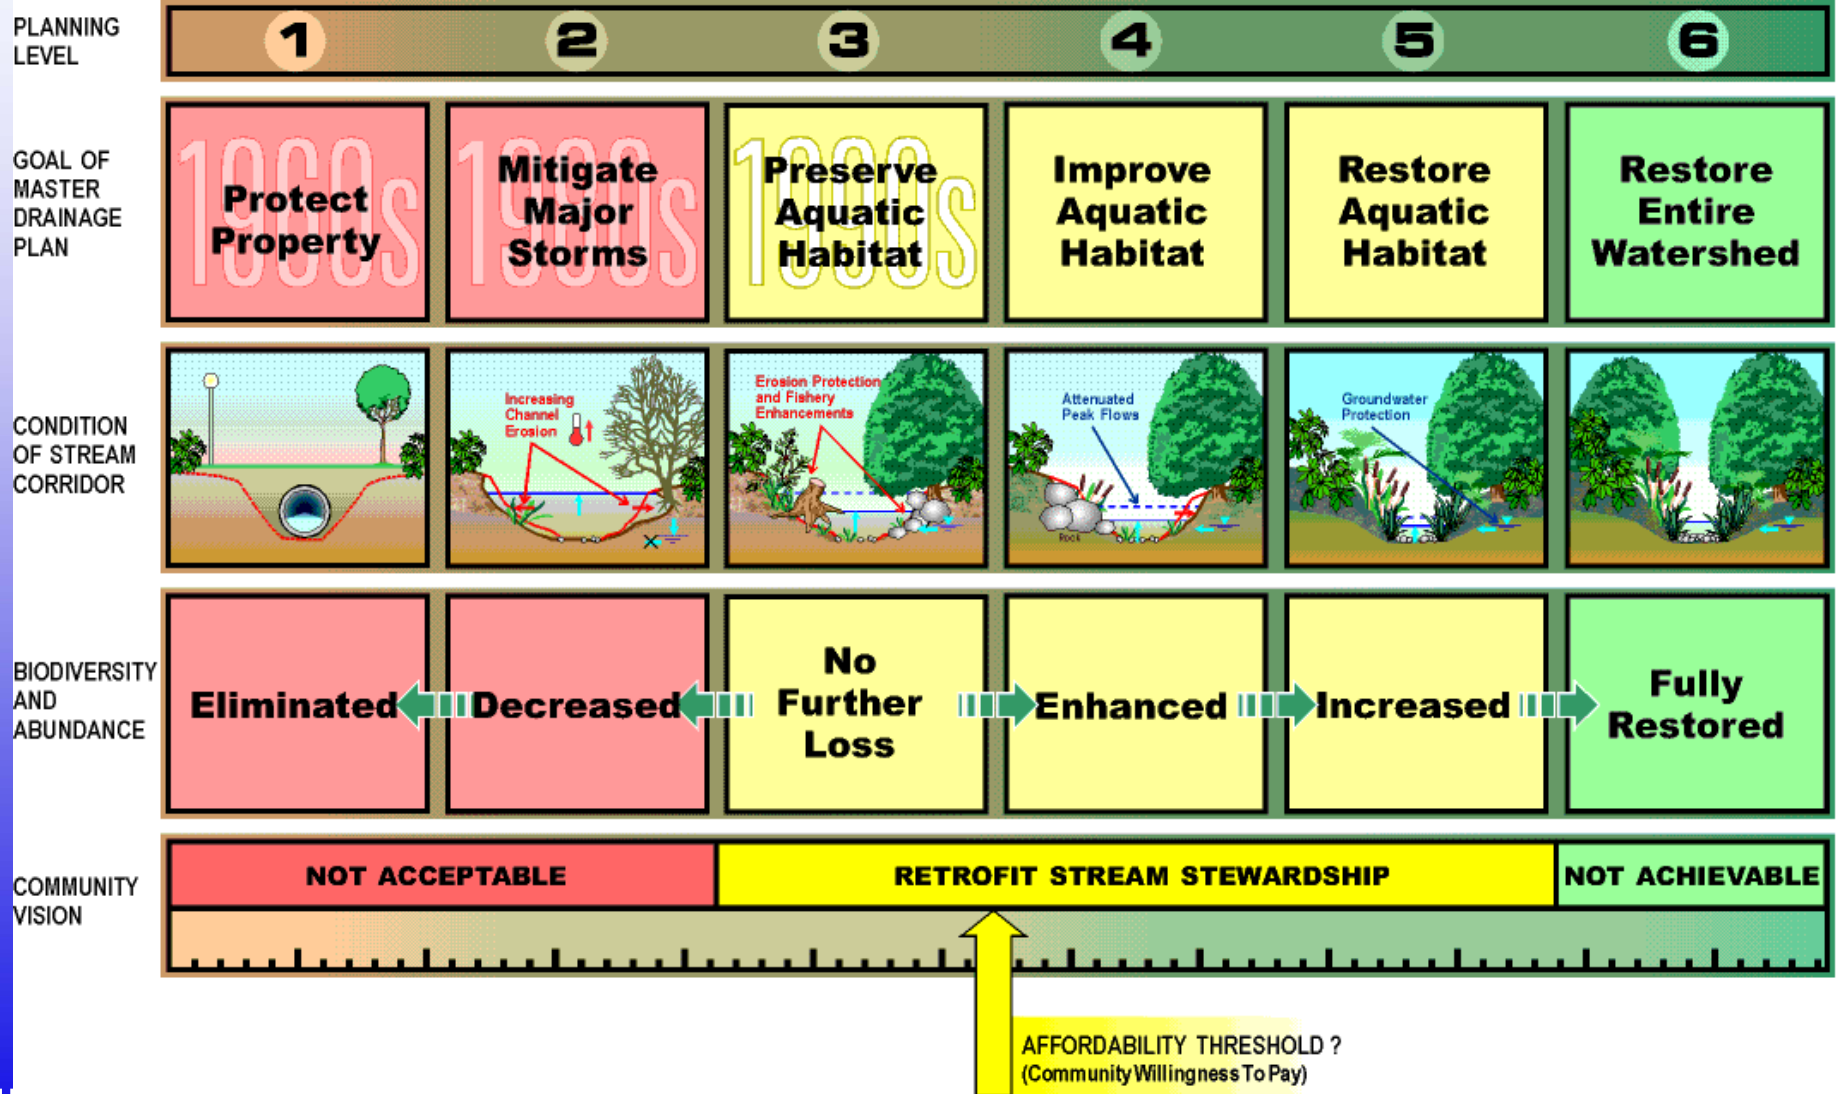 PLANNING
LEVEL
1
2
3
4
5
6
GOAL OF
MASTER
DRAINAGE
PLAN
1960s
Protect
Property
1980s
Mitigate
Major
Storms
1990s
Preserve
Aquatic
Habitat
Improve
Aquatic
Habitat
Restore
Aquatic
Habitat
Restore
Entire
Watershed
CONDITION
OF STREAM
CORRIDOR
Increasing
Channel
Erosion
Erosion Protection
and Fishery
Enhancements
Attenuated
Peak Flows
Rock
Groundwater
Protection
BIODIVERSITY
AND
ABUNDANCE
Eliminated
Decreased
No
Further
Loss
Enhanced
Increased
Fully
Restored
COMMUNITY
VISION
NOT ACCEPTABLE
RETROFIT STREAM STEWARDSHIP
NOT ACHIEVABLE
AFFORDABILITY THRESHOLD ?
(Community Willingness To Pay)